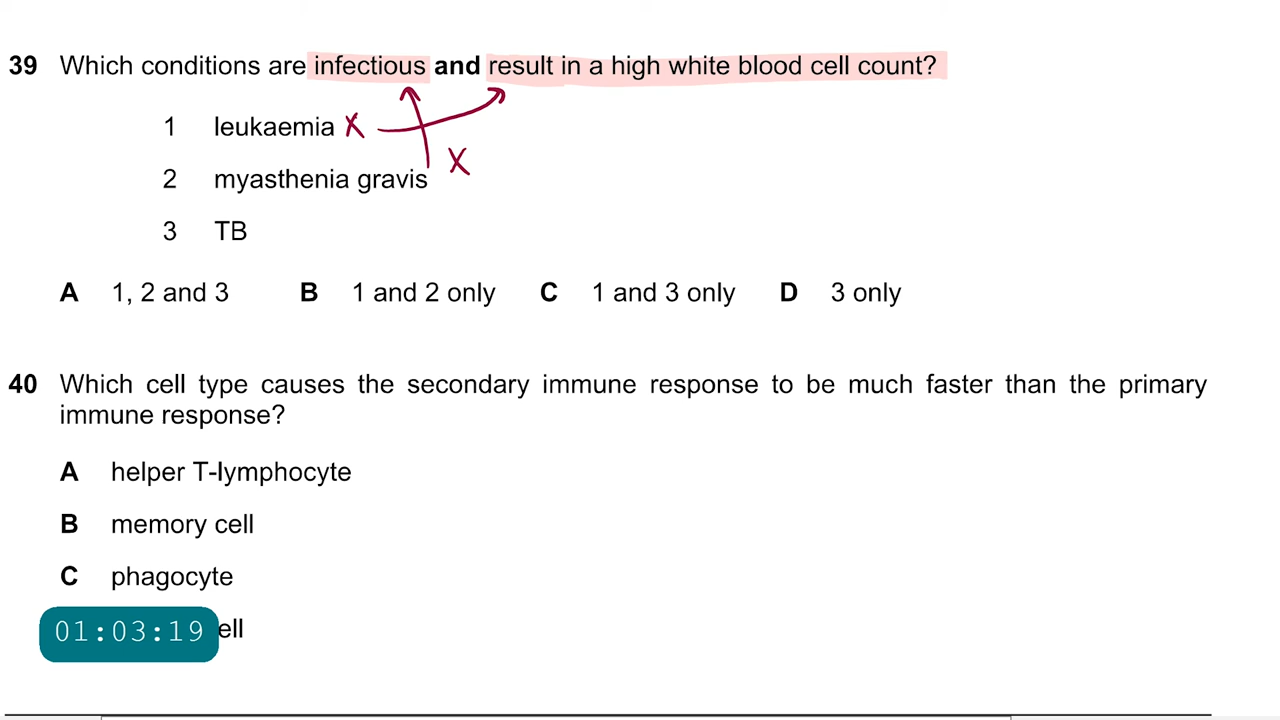 39 Which conditions are infectious and result in a high white blood cell count?
1 leukaemia X
2 myasthenia gravis X
3 TB
A 1, 2 and 3 B 1 and 2 only C 1 and 3 only D 3 only
40 Which cell type causes the secondary immune response to be much faster than the primary
immune response?
A helper T-lymphocyte
B memory cell
C phagocyte
01:03:19 ell